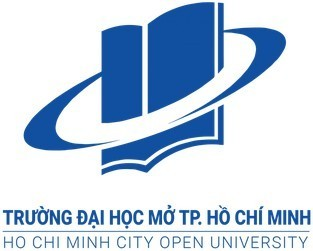 TRƯỜNG ĐẠI HỌC MỞ TP. HỒ CHÍ MINH
HO CHI MINH CITY OPEN UNIVERSITY